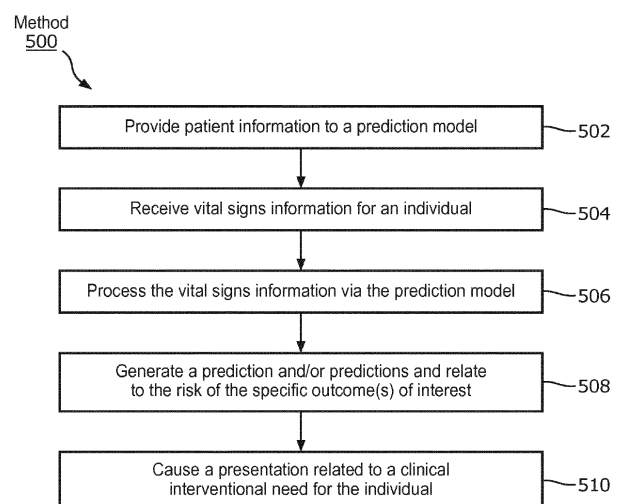 Method
500
Provide patient information to a prediction model
502
Receive vital signs information for an individual
504
Process the vital signs information via the prediction model
506
Generate a prediction and/or predictions and relate
to the risk of the specific outcome(s) of interest
508
Cause a presentation related to a clinical
interventional need for the individual
510